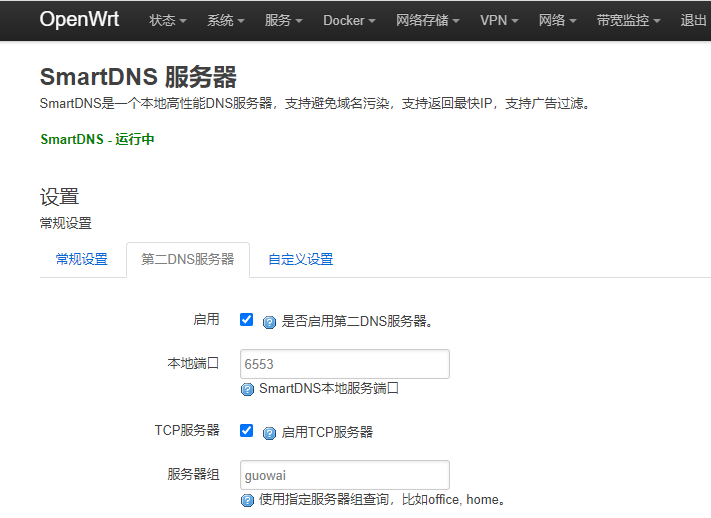 OpenWrt 状态 系统 服务 Docker 网络存储 VPN 网络 带宽监控 退出
SmartDNS 服务器
SmartDNS是一个本地高性能DNS服务器，支持避免域名污染，支持返回最快IP，支持广告过滤。
SmartDNS - 运行中
设置
常规设置
常规设置 第二DNS服务器 自定义设置
启用 是否启用第二DNS服务器。
本地端口 6553
SmartDNS本地服务端口
TCP服务器 启用TCP服务器
服务器组 guowai
使用指定服务器组查询，比如office, home。